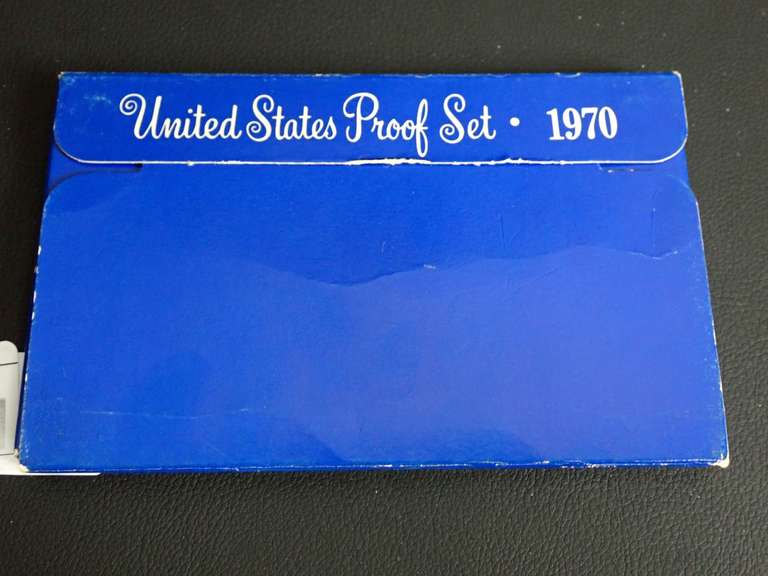 United States Proof Set • 1970